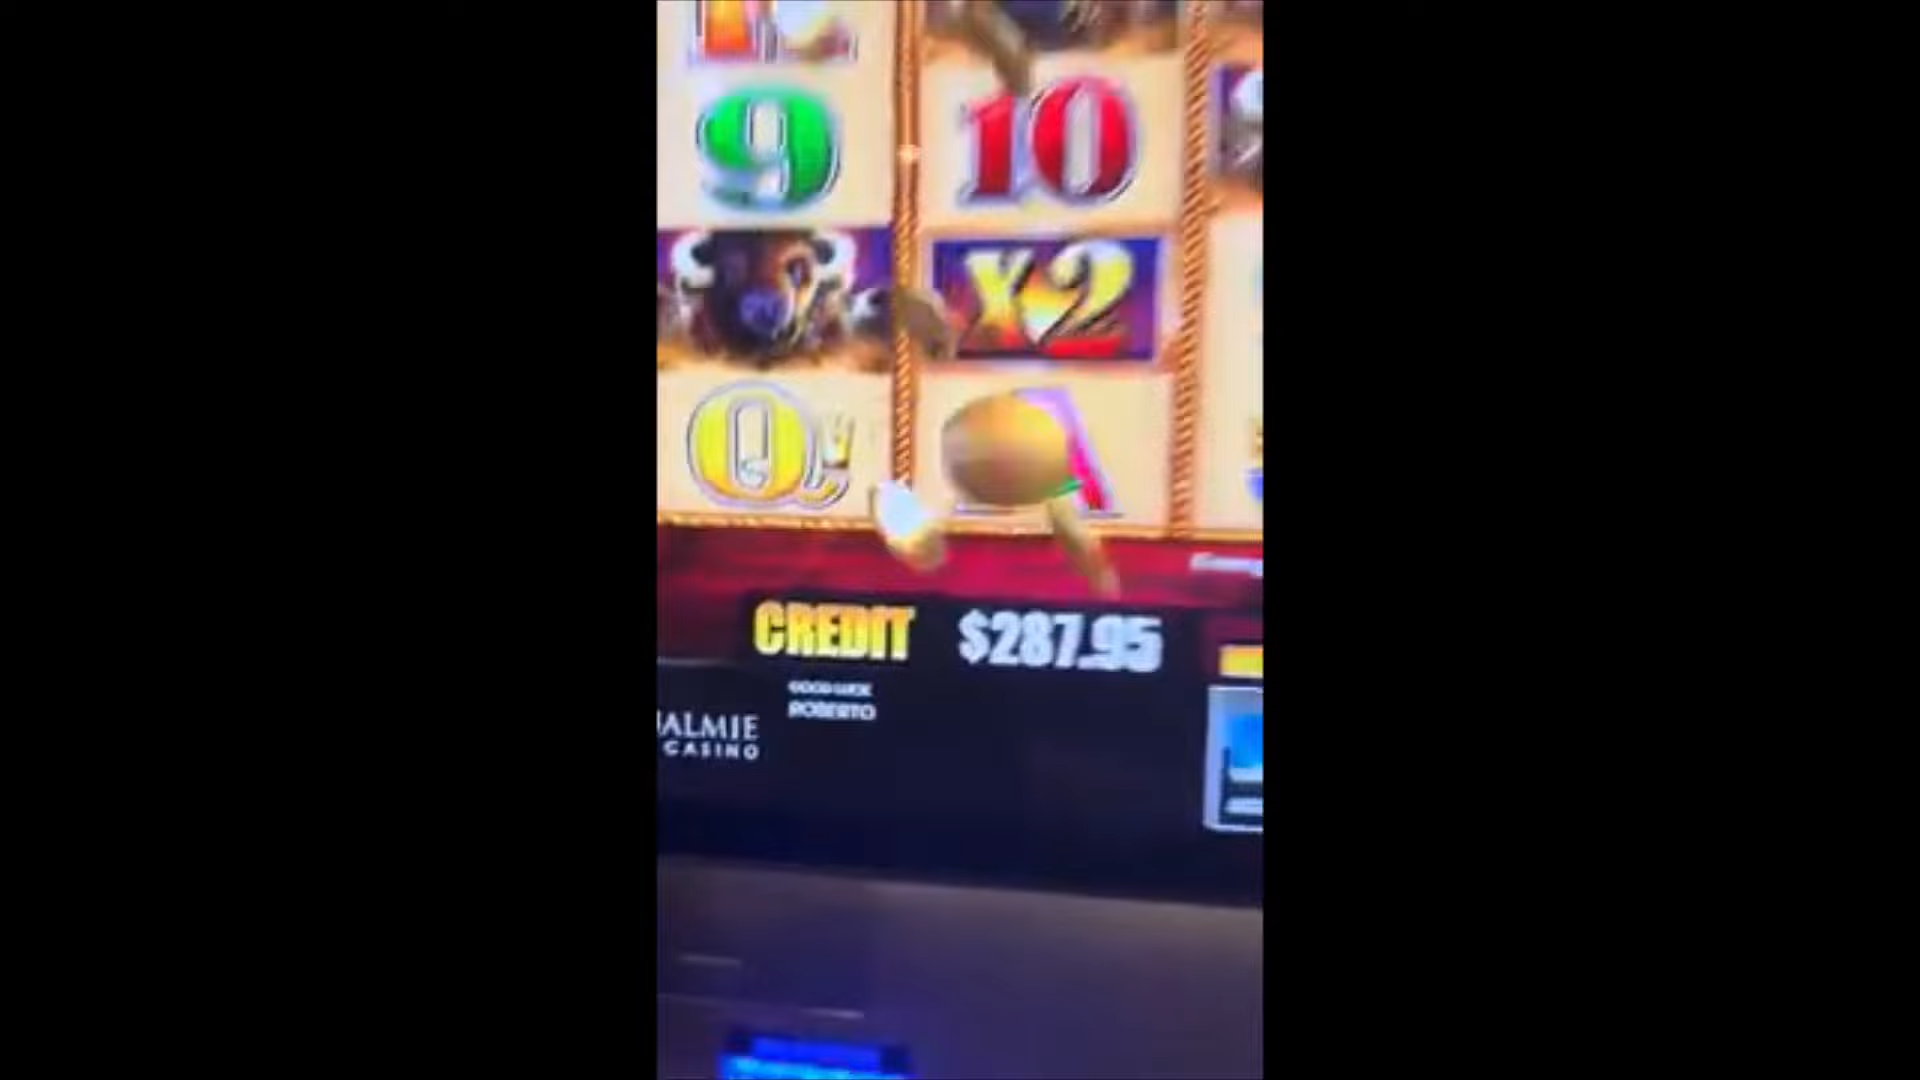 9 10
X2
Q A
CREDIT $287.95
GOOD LUCK
ROBERTO
ALMIE
CASINO